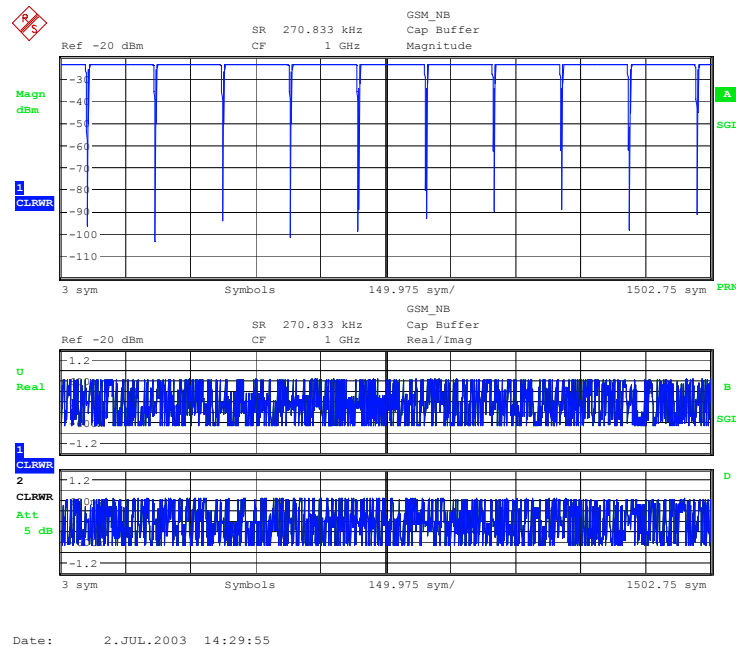 R S
GSM_NB
SR 270.833 kHz Cap Buffer
Ref -20 dBm CF 1 GHz Magnitude
-30
Magn
A
-40
dBm
-50
SGL
-60
-70
-80
1
-90
CLRWR
-100
-110
PRN
3 sym Symbols 149.975 sym/ 1502.75 sym
GSM_NB
SR 270.833 kHz Cap Buffer
Ref -20 dBm CF 1 GHz Real/Imag
1.2
U
Real
B
SGL
-1.2
1
CLRWR
2
1.2
D
CLRWR
Att
5 dB
-1.2
3 sym Symbols 149.975 sym/ 1502.75 sym
Date: 2.JUL.2003 14:29:55